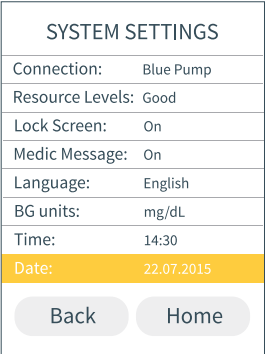 SYSTEM SETTINGS
Connection: Blue Pump
Resource Levels: Good
Lock Screen: On
Medic Message: On
Language: English
BG units: mg/dL
Time: 14:30
Date: 22.07.2015
Back Home